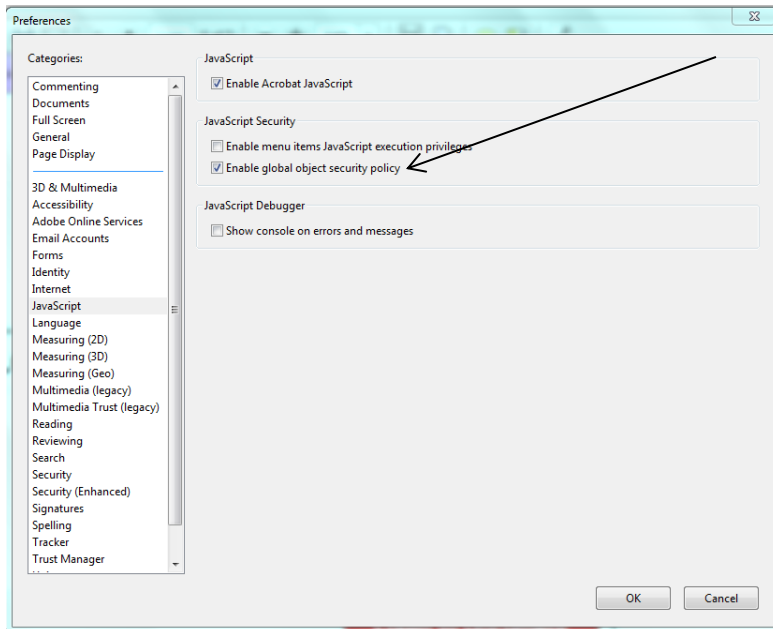 Preferences
Categories:
Commenting
Documents
Full Screen
General
Page Display
3D & Multimedia
Accessibility
Adobe Online Services
Email Accounts
Forms
Identity
Internet
JavaScript
Language
Measuring (2D)
Measuring (3D)
Measuring (Geo)
Multimedia (legacy)
Multimedia Trust (legacy)
Reading
Reviewing
Search
Security
Security (Enhanced)
Signatures
Spelling
Tracker
Trust Manager
JavaScript
Enable Acrobat JavaScript
JavaScript Security
Enable menu items JavaScript execution privileges
Enable global object security policy
JavaScript Debugger
Show console on errors and messages
OK
Cancel